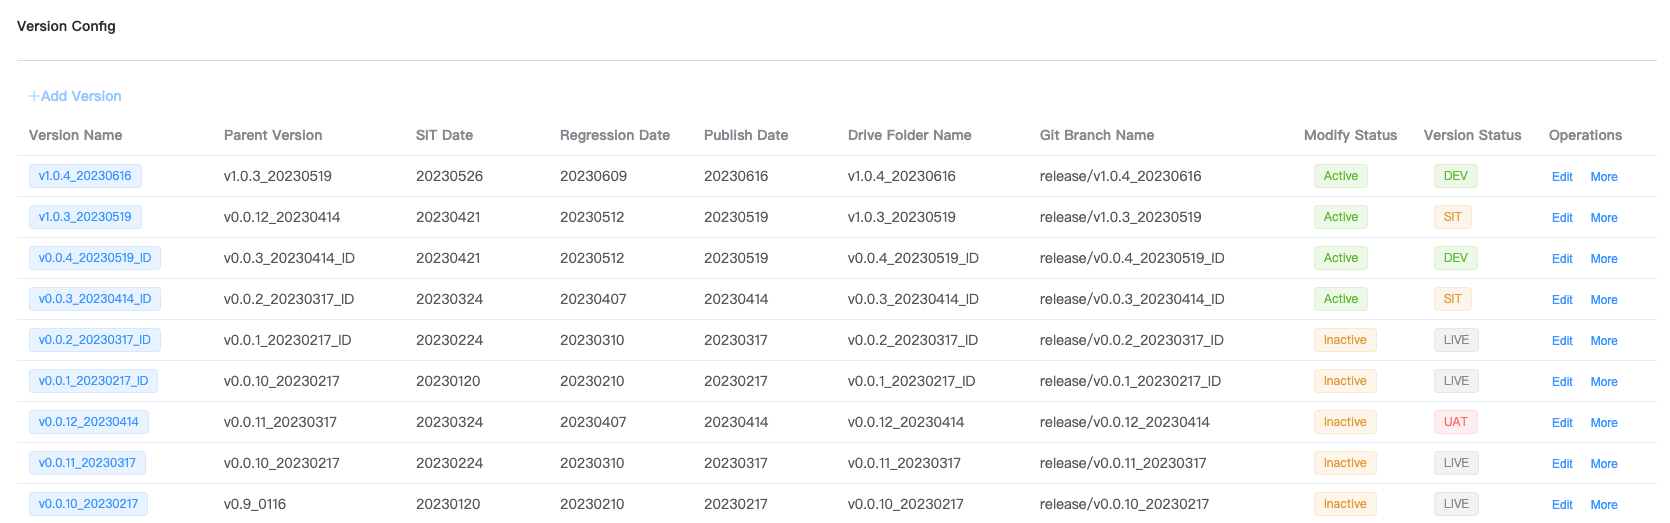 Version Config
+Add Version
Version Name Parent Version SIT Date Regression Date Publish Date Drive Folder Name Git Branch Name Modify Status Version Status Operations
v1.0.4_20230616 v1.0.3_20230519 20230526 20230609 20230616 v1.0.4_20230616 release/v1.0.4_20230616 Active DEV Edit More
v1.0.3_20230519 v0.0.12_20230414 20230421 20230512 20230519 v1.0.3_20230519 release/v1.0.3_20230519 Active SIT Edit More
v0.0.4_20230519_ID v0.0.3_20230414_ID 20230421 20230512 20230519 v0.0.4_20230519_ID release/v0.0.4_20230519_ID Active DEV Edit More
v0.0.3_20230414_ID v0.0.2_20230317_ID 20230324 20230407 20230414 v0.0.3_20230414_ID release/v0.0.3_20230414_ID Active SIT Edit More
v0.0.2_20230317_ID v0.0.1_20230217_ID 20230224 20230310 20230317 v0.0.2_20230317_ID release/v0.0.2_20230317_ID Inactive LIVE Edit More
v0.0.1_20230217_ID v0.0.10_20230217 20230120 20230210 20230217 v0.0.1_20230217_ID release/v0.0.1_20230217_ID Inactive LIVE Edit More
v0.0.12_20230414 v0.0.11_20230317 20230324 20230407 20230414 v0.0.12_20230414 release/v0.0.12_20230414 Inactive UAT Edit More
v0.0.11_20230317 v0.0.10_20230217 20230224 20230310 20230317 v0.0.11_20230317 release/v0.0.11_20230317 Inactive LIVE Edit More
v0.0.10_20230217 v0.9_0116 20230120 20230210 20230217 v0.0.10_20230217 release/v0.0.10_20230217 Inactive LIVE Edit More